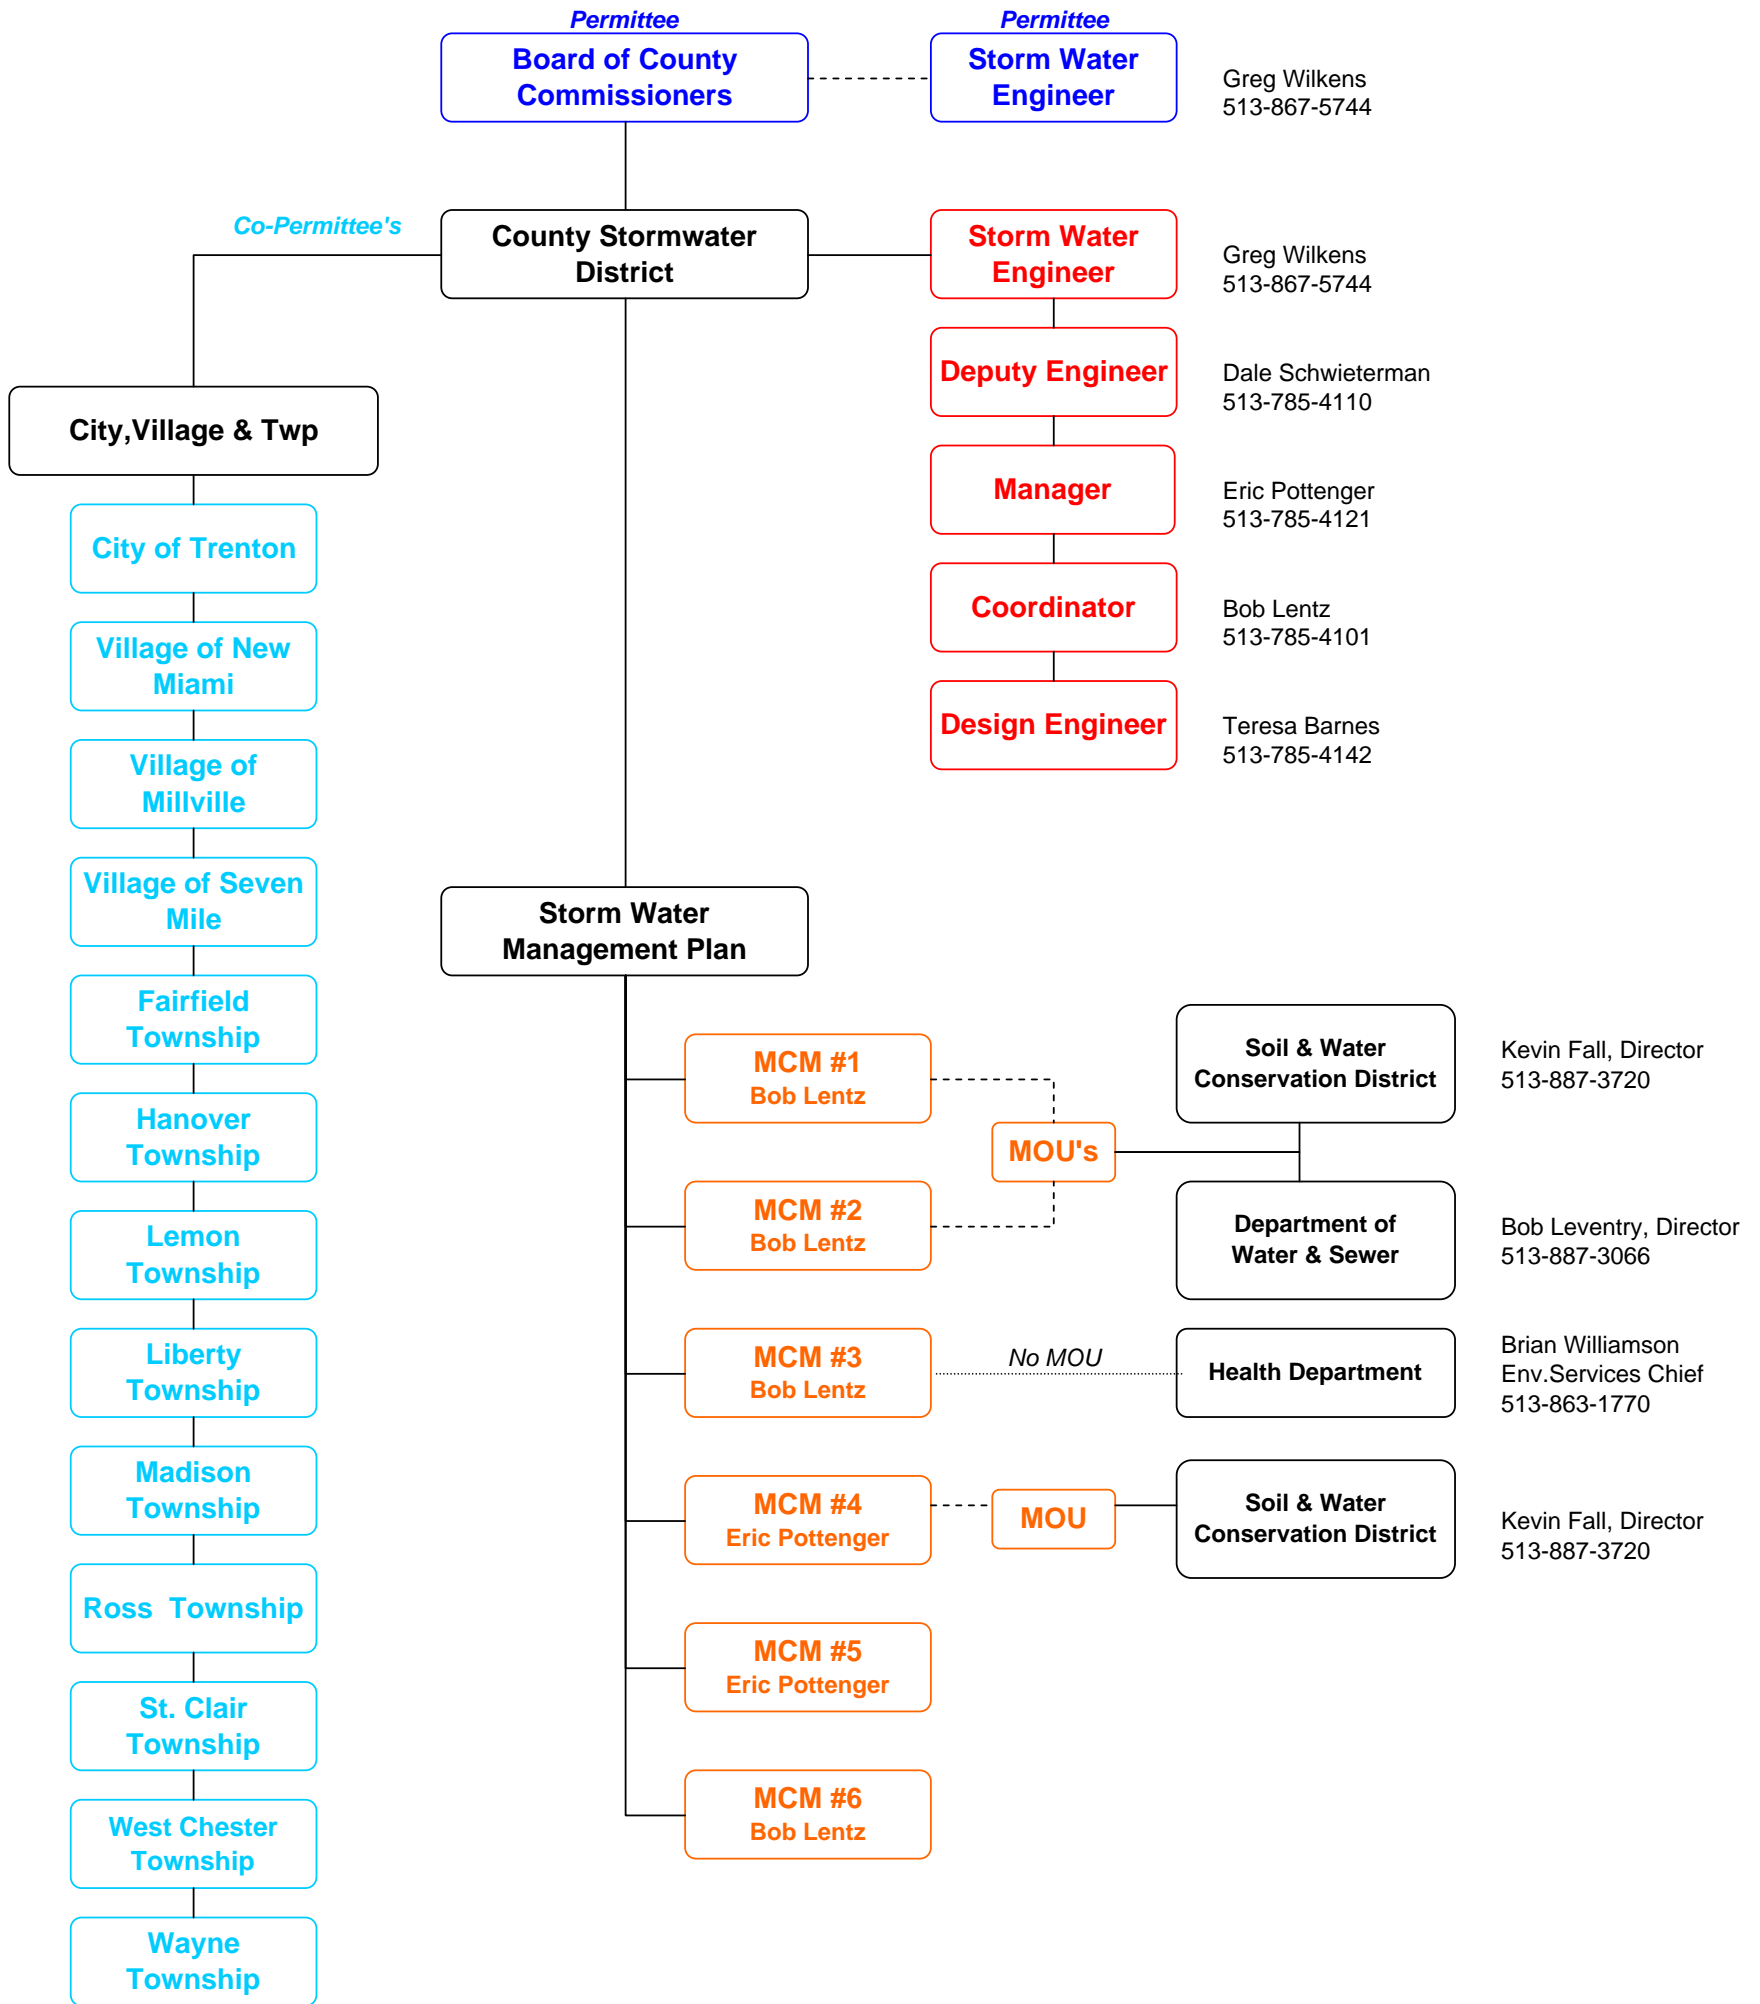 Permittee
Permittee
Board of County
Commissioners
Storm Water
Engineer
Greg Wilkens
513-867-5744
Co-Permittee's
County Stormwater
District
Storm Water
Engineer
Greg Wilkens
513-867-5744
Deputy Engineer
Dale Schwieterman
513-785-4110
Manager
Eric Pottenger
513-785-4121
Coordinator
Bob Lentz
513-785-4101
Design Engineer
Teresa Barnes
513-785-4142
City,Village & Twp
City of Trenton
Village of New
Miami
Village of
Millville
Village of Seven
Mile
Fairfield
Township
Hanover
Township
Lemon
Township
Liberty
Township
Madison
Township
Ross  Township
St. Clair
Township
West Chester
Township
Wayne
Township
Storm Water
Management Plan
MCM #1
Bob Lentz
MCM #2
Bob Lentz
MOU's
Soil & Water
Conservation District
Kevin Fall, Director
513-887-3720
Department of
Water & Sewer
Bob Leventry, Director
513-887-3066
MCM #3
Bob Lentz
No MOU
Health Department
Brian Williamson
Env.Services Chief
513-863-1770
MCM #4
Eric Pottenger
MOU
Soil & Water
Conservation District
Kevin Fall, Director
513-887-3720
MCM #5
Eric Pottenger
MCM #6
Bob Lentz